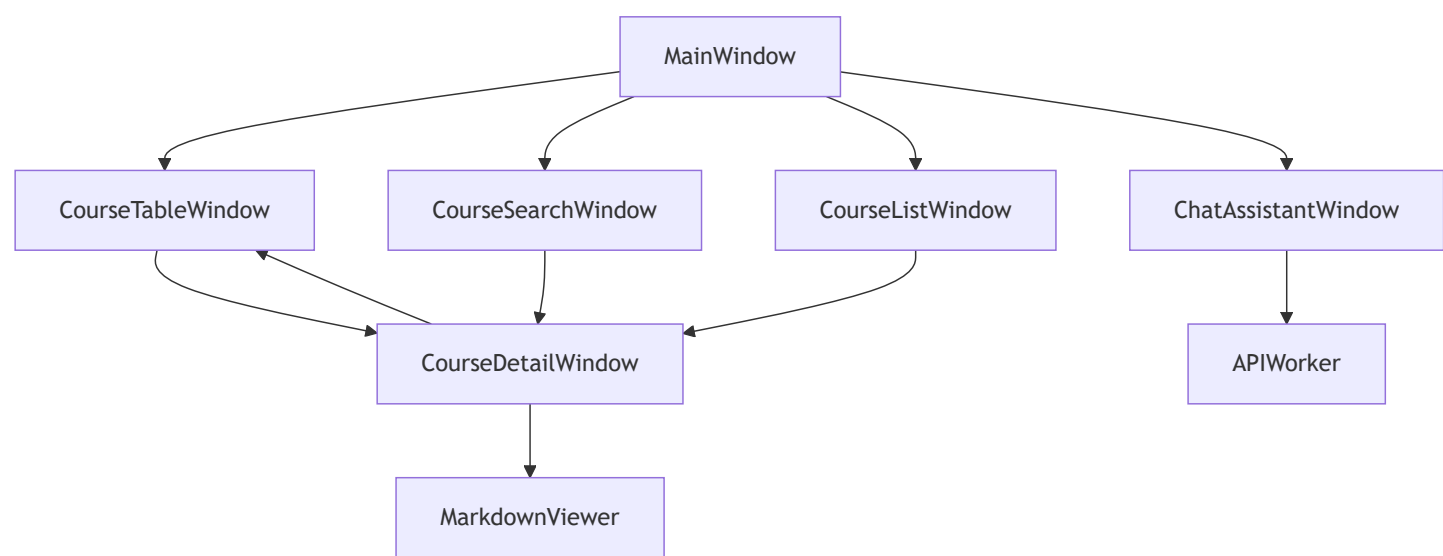 MainWindow
CourseTableWindow
CourseSearchWindow
CourseListWindow
ChatAssistantWindow
CourseDetailWindow
APIWorker
MarkdownViewer